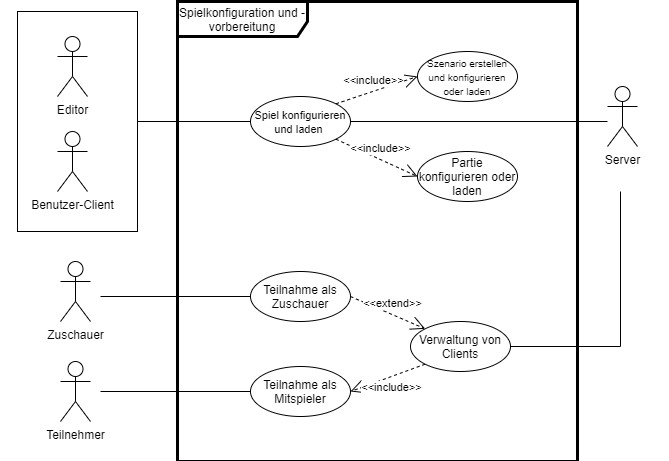 Spielkonfiguration und -
vorbereitung
Editor
Benutzer-Client
Spiel konfigurieren
und laden
<<include>>
Szenario erstellen
und konfigurieren
oder laden
<<include>>
Partie
konfigurieren oder
laden
Server
Zuschauer
Teilnahme als
Zuschauer
<<extend>>
Verwaltung von
Clients
Teilnehmer
Teilnahme als
Mitspieler
<<include>>